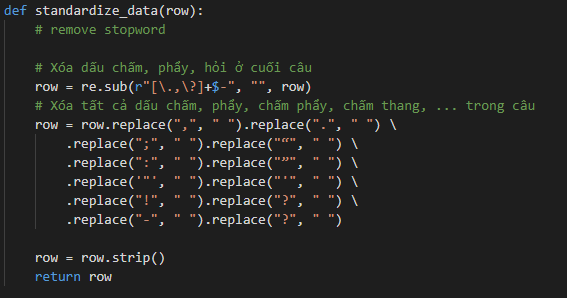 def standardize_data(row):
    # remove stopword

    # Xóa dấu chấm, phẩy, hỏi ở cuối câu
    row = re.sub(r"[\.,\?]+$-", "", row)
    # Xóa tất cả dấu chấm, phẩy, chấm phẩy, chấm thang, ... trong câu
    row = row.replace(",", " ").replace(".", " ") \
        .replace(";", " ").replace("“", " ") \
        .replace(":", " ").replace("”", " ") \
        .replace('"', " ").replace("'", " ") \
        .replace("!", " ").replace("?", " ") \
        .replace("-", " ").replace("?", " ")

    row = row.strip()
    return row